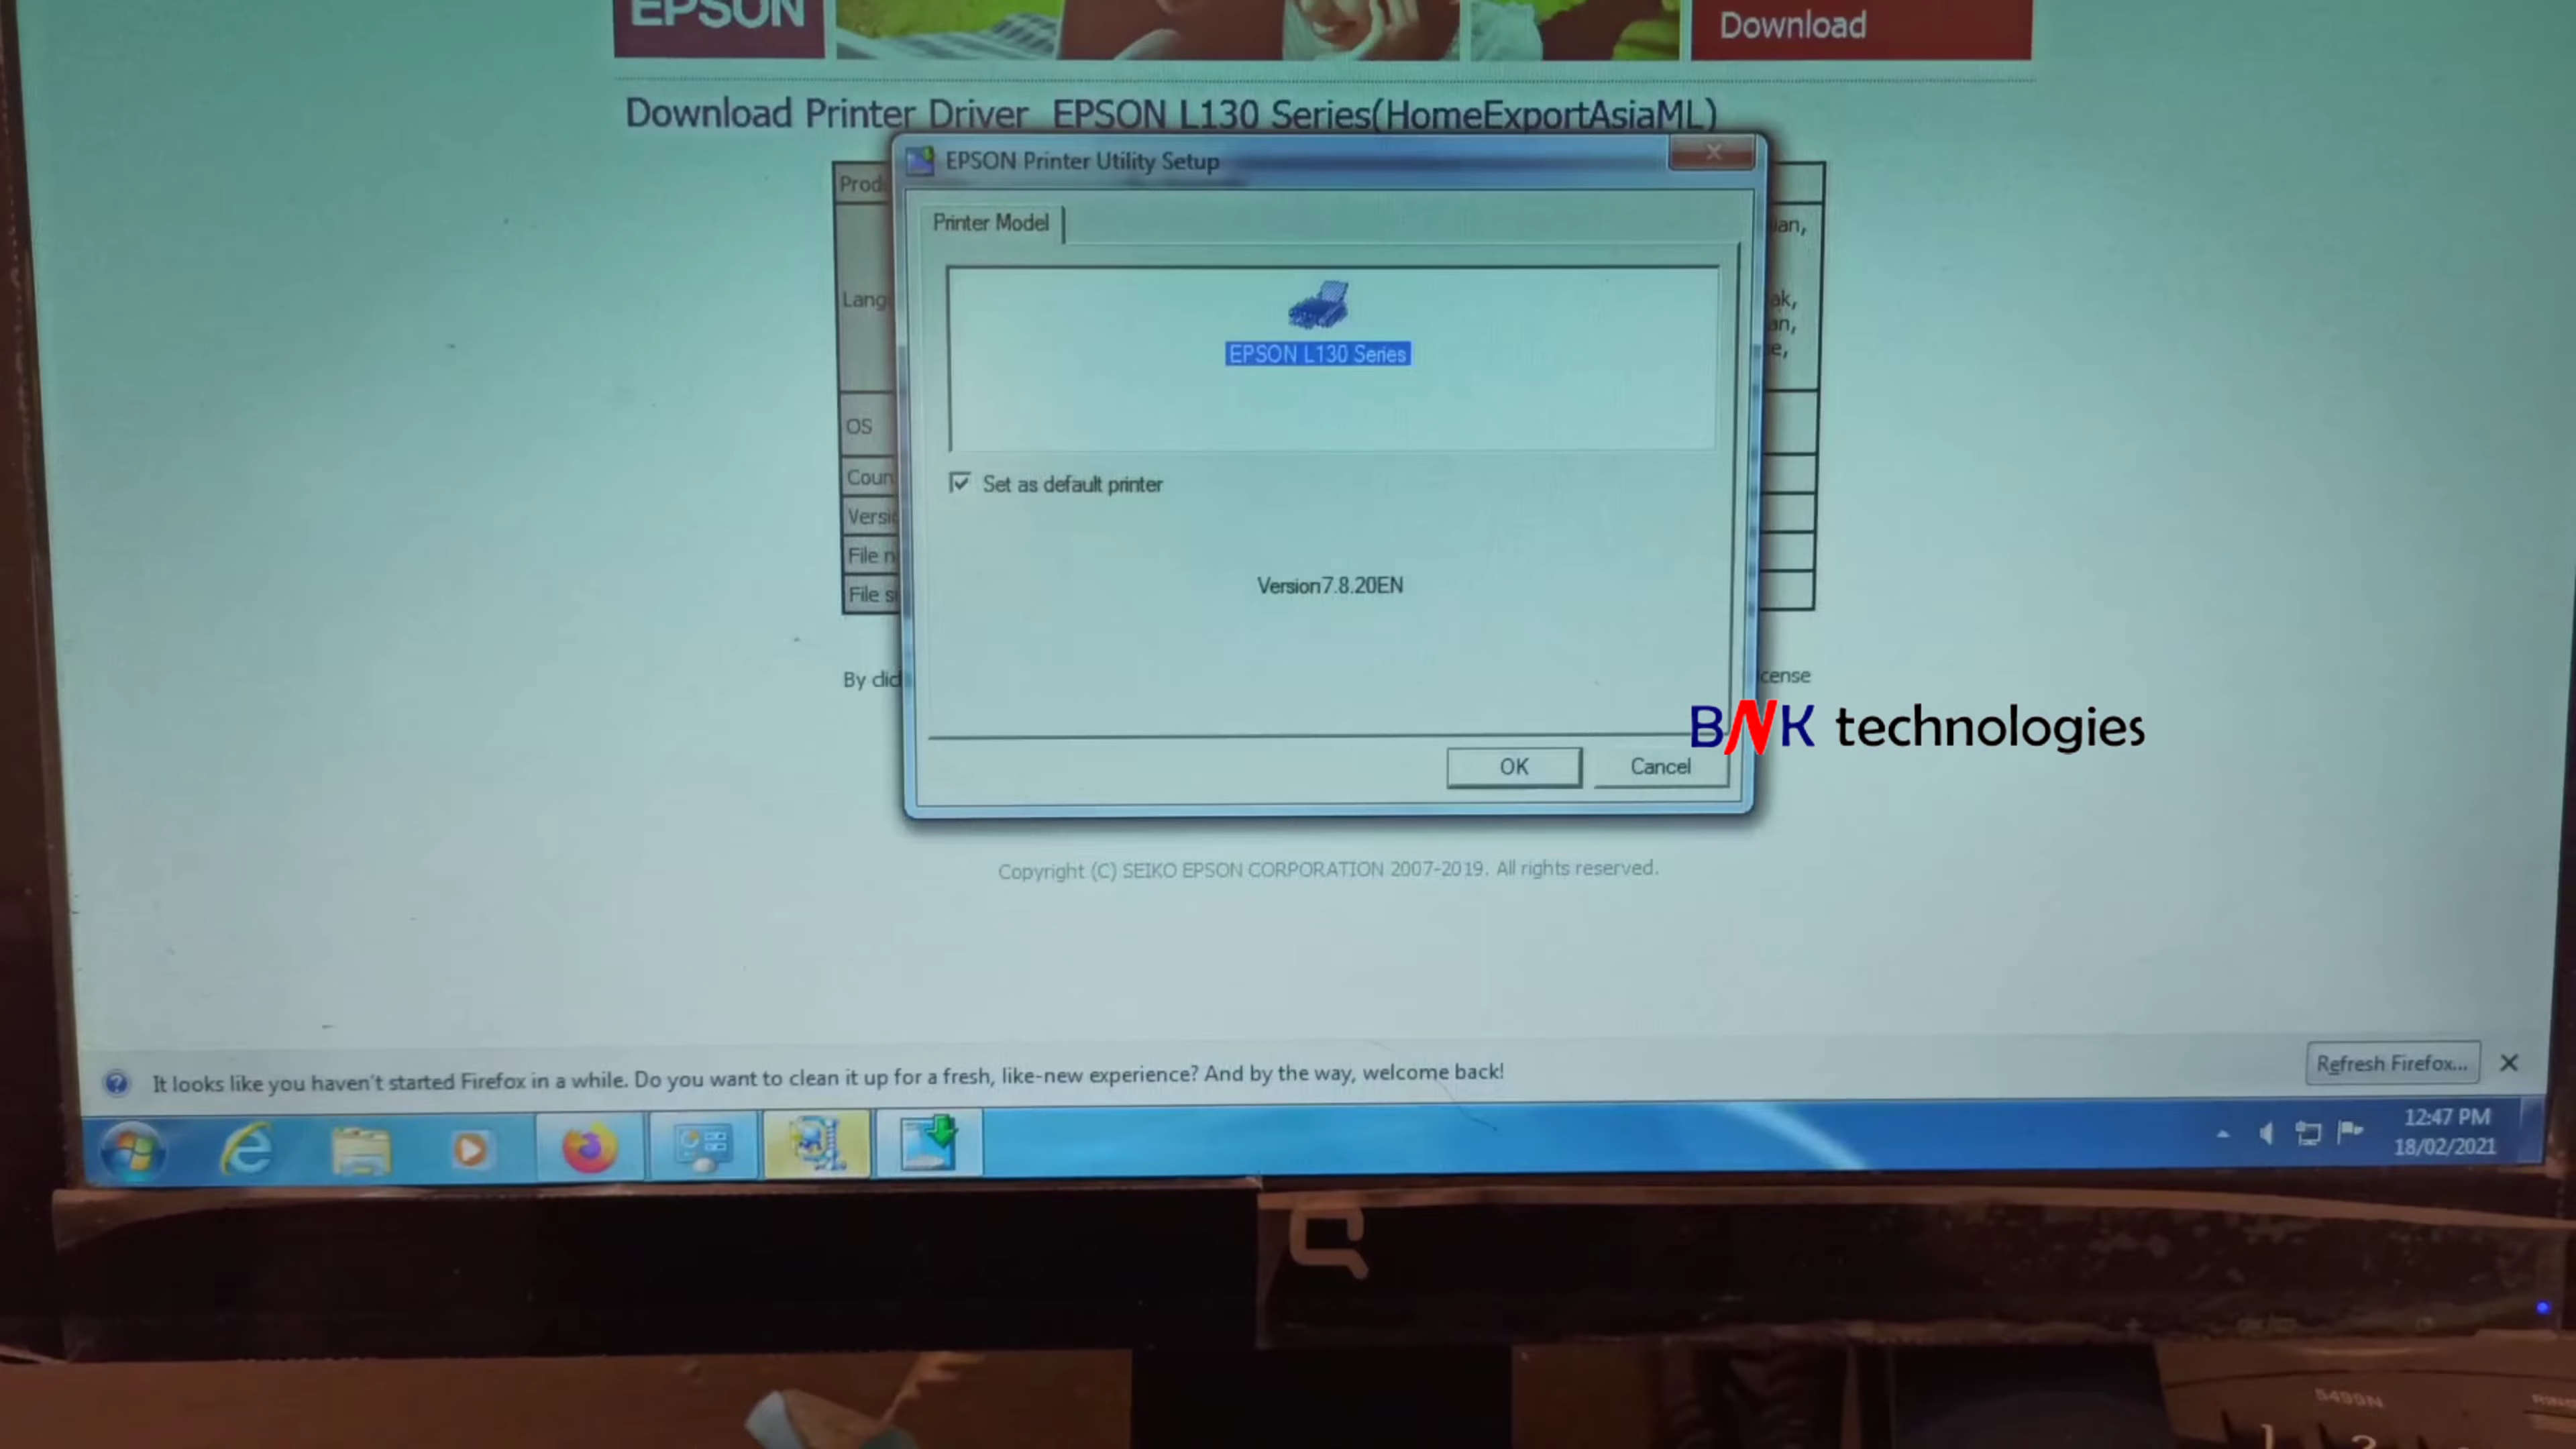 EPSON
Download
Download Printer Driver EPSON L130 Series(HomeExportAsiaML)
EPSON Printer Utility Setup
Printer Model
EPSON L130 Series
Set as default printer
Version7.8.20EN
OK
Cancel
OS
File
By
BNK technologies
Copyright (C) SEIKO EPSON CORPORATION 2007-2019. All rights reserved.
It looks like you haven't started Firefox in a while. Do you want to clean it up for a fresh, like-new experience? And by the way, welcome back!
Refresh Firefox...
12:47 PM
18/02/2021